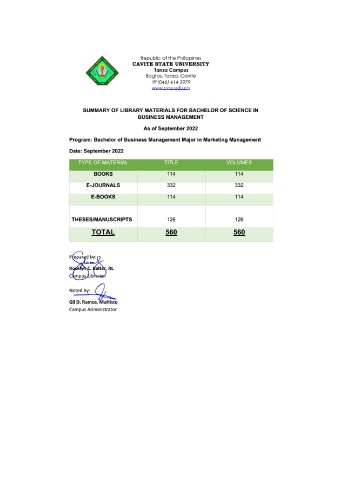 Republic of the Philippines
CAVITE STATE UNIVERSITY
Tanza Campus
Bagtas, Tanza, Cavite
(046) 414-3979
www.cvsu.edu.ph
SUMMARY OF LIBRARY MATERIALS FOR BACHELOR OF SCIENCE IN
BUSINESS MANAGEMENT
As of September 2022
Program: Bachelor of Business Management Major in Marketing Management
Date: September 2022
TYPE OF MATERIAL TITLE VOLUMES
BOOKS 114 114
E-JOURNALS 332 332
E-BOOKS 114 114
THESES/MANUSCRIPTS 126 126
TOTAL 560 560
Prepared by:
RL
Campus Librarian
Noted by:
Gil D. Ramos,
Campus Administrator